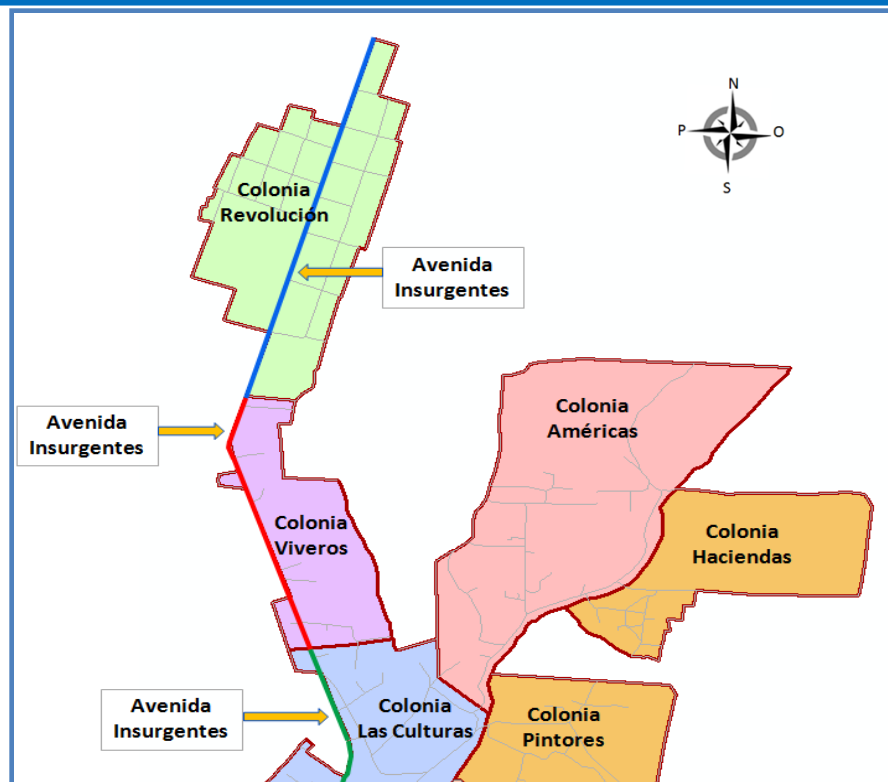 N
P
O
S
Colonia
Revolución
Avenida
Insurgentes
Avenida
Insurgentes
Colonia
Américas
Colonia
Viveros
Colonia
Haciendas
Avenida
Insurgentes
Colonia
Las Culturas
Colonia
Pintores